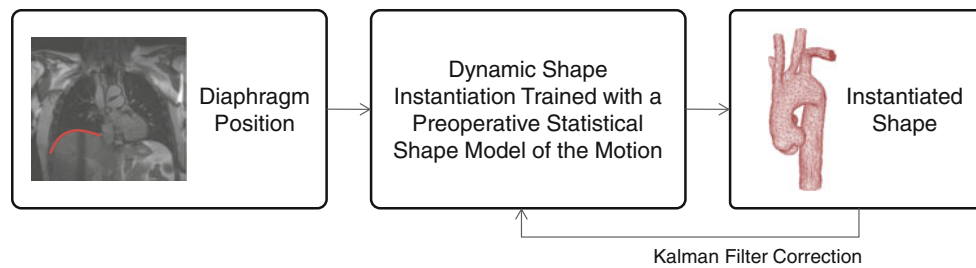 Diaphragm
Position
Dynamic Shape
Instantiation Trained with a
Preoperative Statistical
Shape Model of the Motion
Instantiated
Shape
Kalman Filter Correction